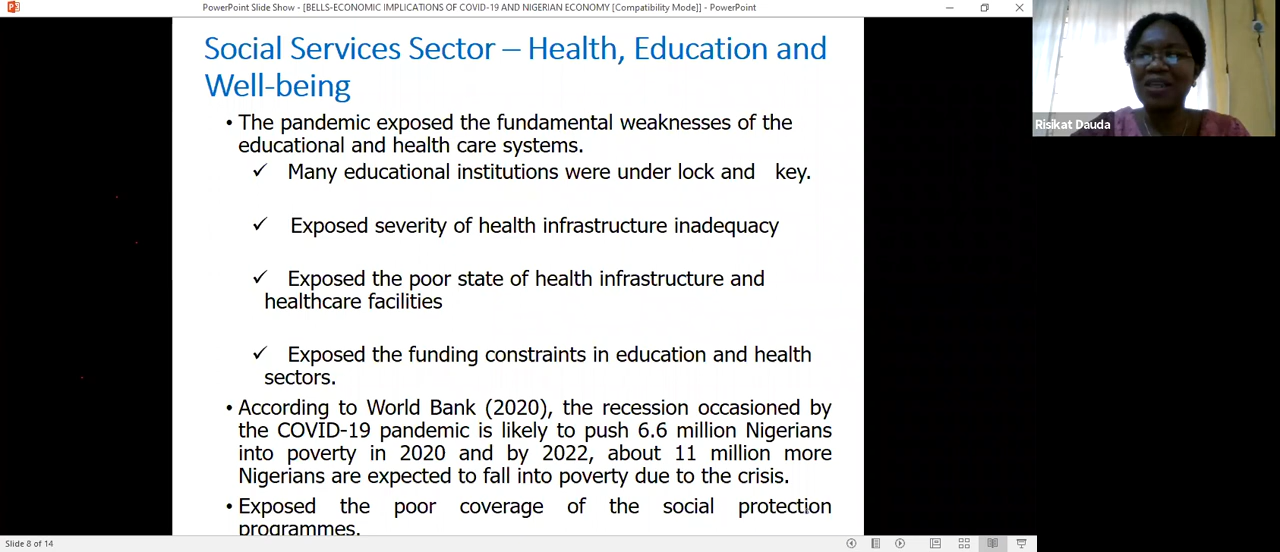 PowerPoint Slide Show - [BELLS-ECONOMIC IMPLICATIONS OF COVID-19 AND NIGERIAN ECONOMY [Compatibility Mode]] - PowerPoint
Social Services Sector – Health, Education and
Well-being
• The pandemic exposed the fundamental weaknesses of the
educational and health care systems.
✓ Many educational institutions were under lock and key.
✓ Exposed severity of health infrastructure inadequacy
✓ Exposed the poor state of health infrastructure and
healthcare facilities
✓ Exposed the funding constraints in education and health
sectors.
• According to World Bank (2020), the recession occasioned by
the COVID-19 pandemic is likely to push 6.6 million Nigerians
into poverty in 2020 and by 2022, about 11 million more
Nigerians are expected to fall into poverty due to the crisis.
• Exposed the poor coverage of the social protection
programmes.
Risikat Dauda
Slide 8 of 14